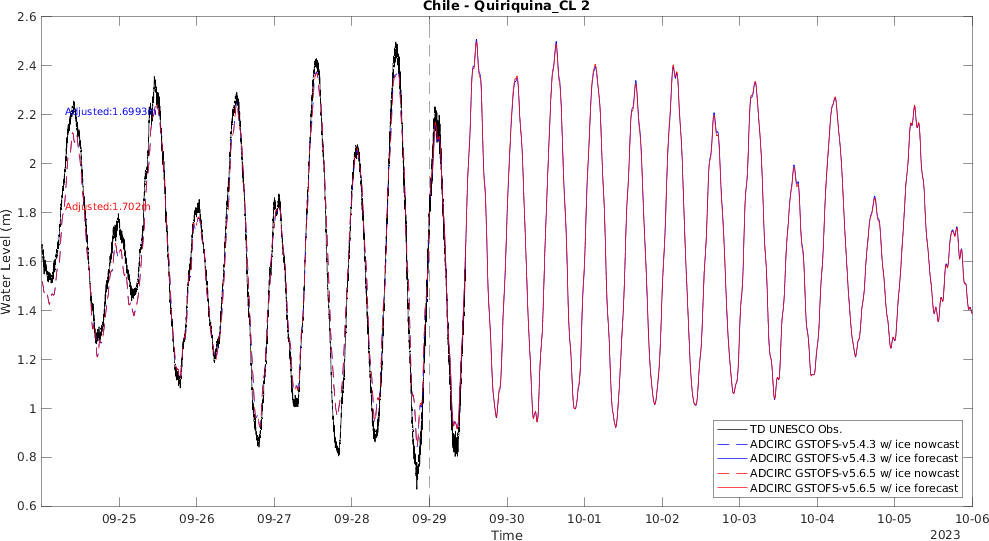 Chile - Quiriquina_CL 2
2.6
2.4
2.2
2
1.8
1.6
1.4
1.2
1
0.8
0.6
Water Level (m)
Adjusted:1.6993m
Adjusted:1.702m
TD UNESCO Obs.
ADCIRC GSTOFS-v5.4.3 w/ ice nowcast
ADCIRC GSTOFS-v5.4.3 w/ ice forecast
ADCIRC GSTOFS-v5.6.5 w/ ice nowcast
ADCIRC GSTOFS-v5.6.5 w/ ice forecast
09-25 09-26 09-27 09-28 09-29 09-30 10-01 10-02 10-03 10-04 10-05 10-06
Time
2023